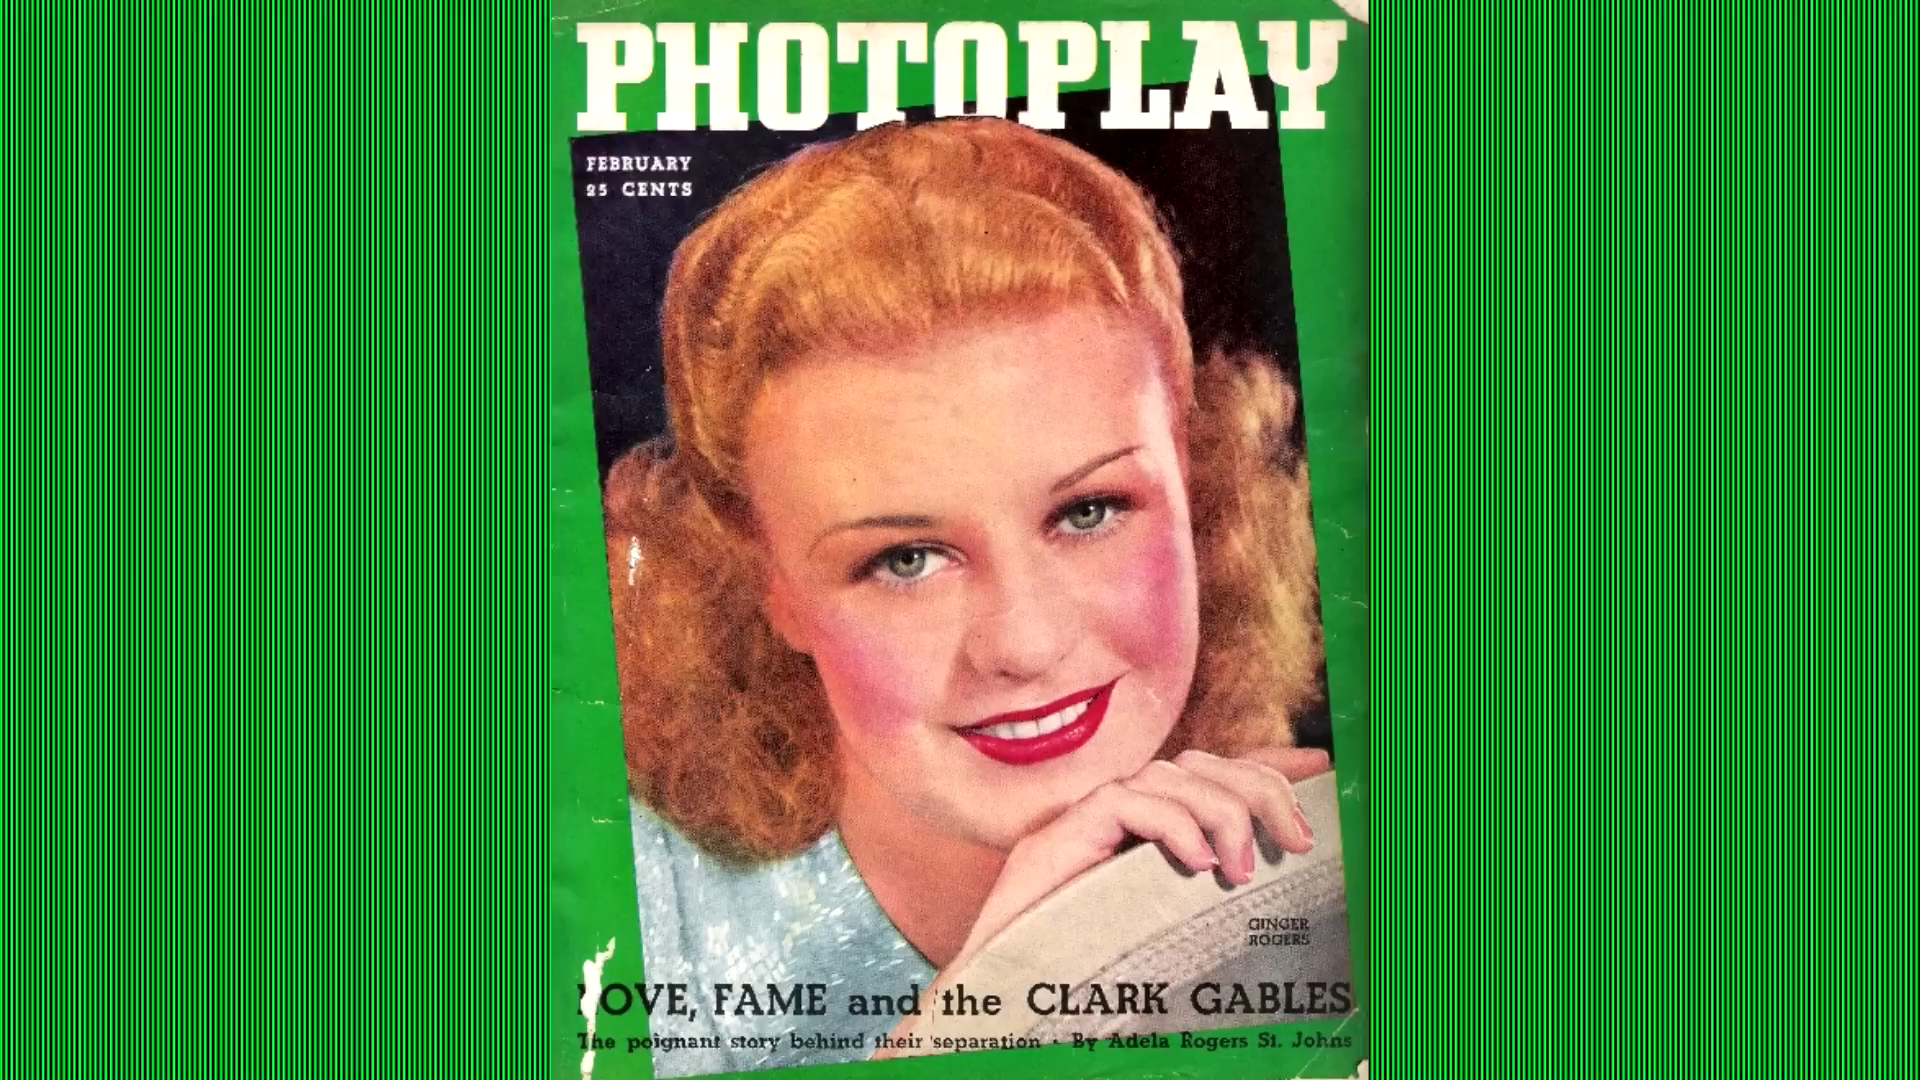 PHOTOPLAY
FEBRUARY
25 CENTS
GINGER
ROGERS
LOVE, FAME and the CLARK GABLES
The poignant story behind their separation - By Adela Rogers St. Johns